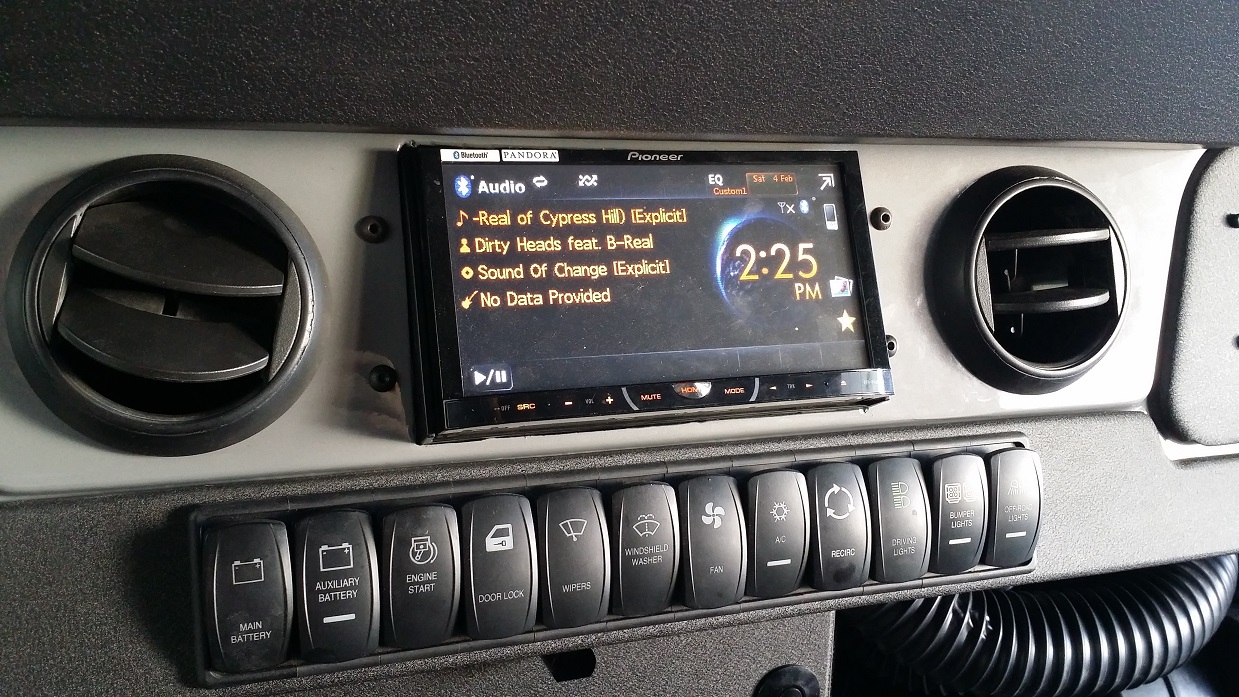 Bluetooth PANDORA Pioneer
Audio EQ Sat 4 Feb
Custom1
-Real of Cypress Hill) [Explicit]
Dirty Heads feat. B-Real
Sound Of Change [Explicit]
No Data Provided
2:25
PM
OFF SRC - VOL + MUTE HOME MODE TRK
MAIN
BATTERY
AUXILIARY
BATTERY
ENGINE
START
DOOR LOCK
WIPERS
WINDSHIELD
WASHER
FAN
A/C
RECIRC
DRIVING
LIGHTS
BUMPER
LIGHTS
OFF-ROAD
LIGHTS